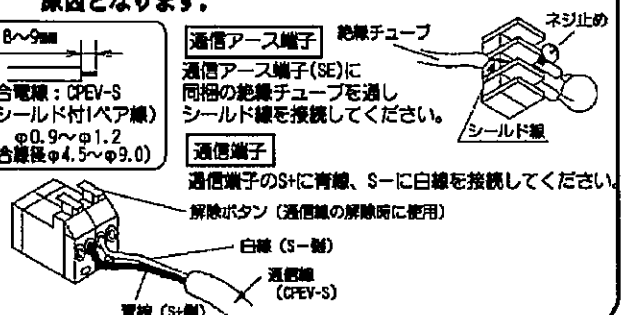 原因となります。
8～9mm
合電線：CPEV-S
シールド付1ペア線)
φ0.9～φ1.2
合線径φ4.5～φ9.0)
通信アース端子
通信アース端子(SE)に
同梱の絶縁チューブを通し
シールド線を接続してください。
絶縁チューブ
ネジ止め
シールド線
通信端子
通信端子のS+に青線、S－に白線を接続してください。
解除ボタン（通信線の解除時に使用）
白線（S－側）
通信線
（CPEV-S）
青線（S+側）